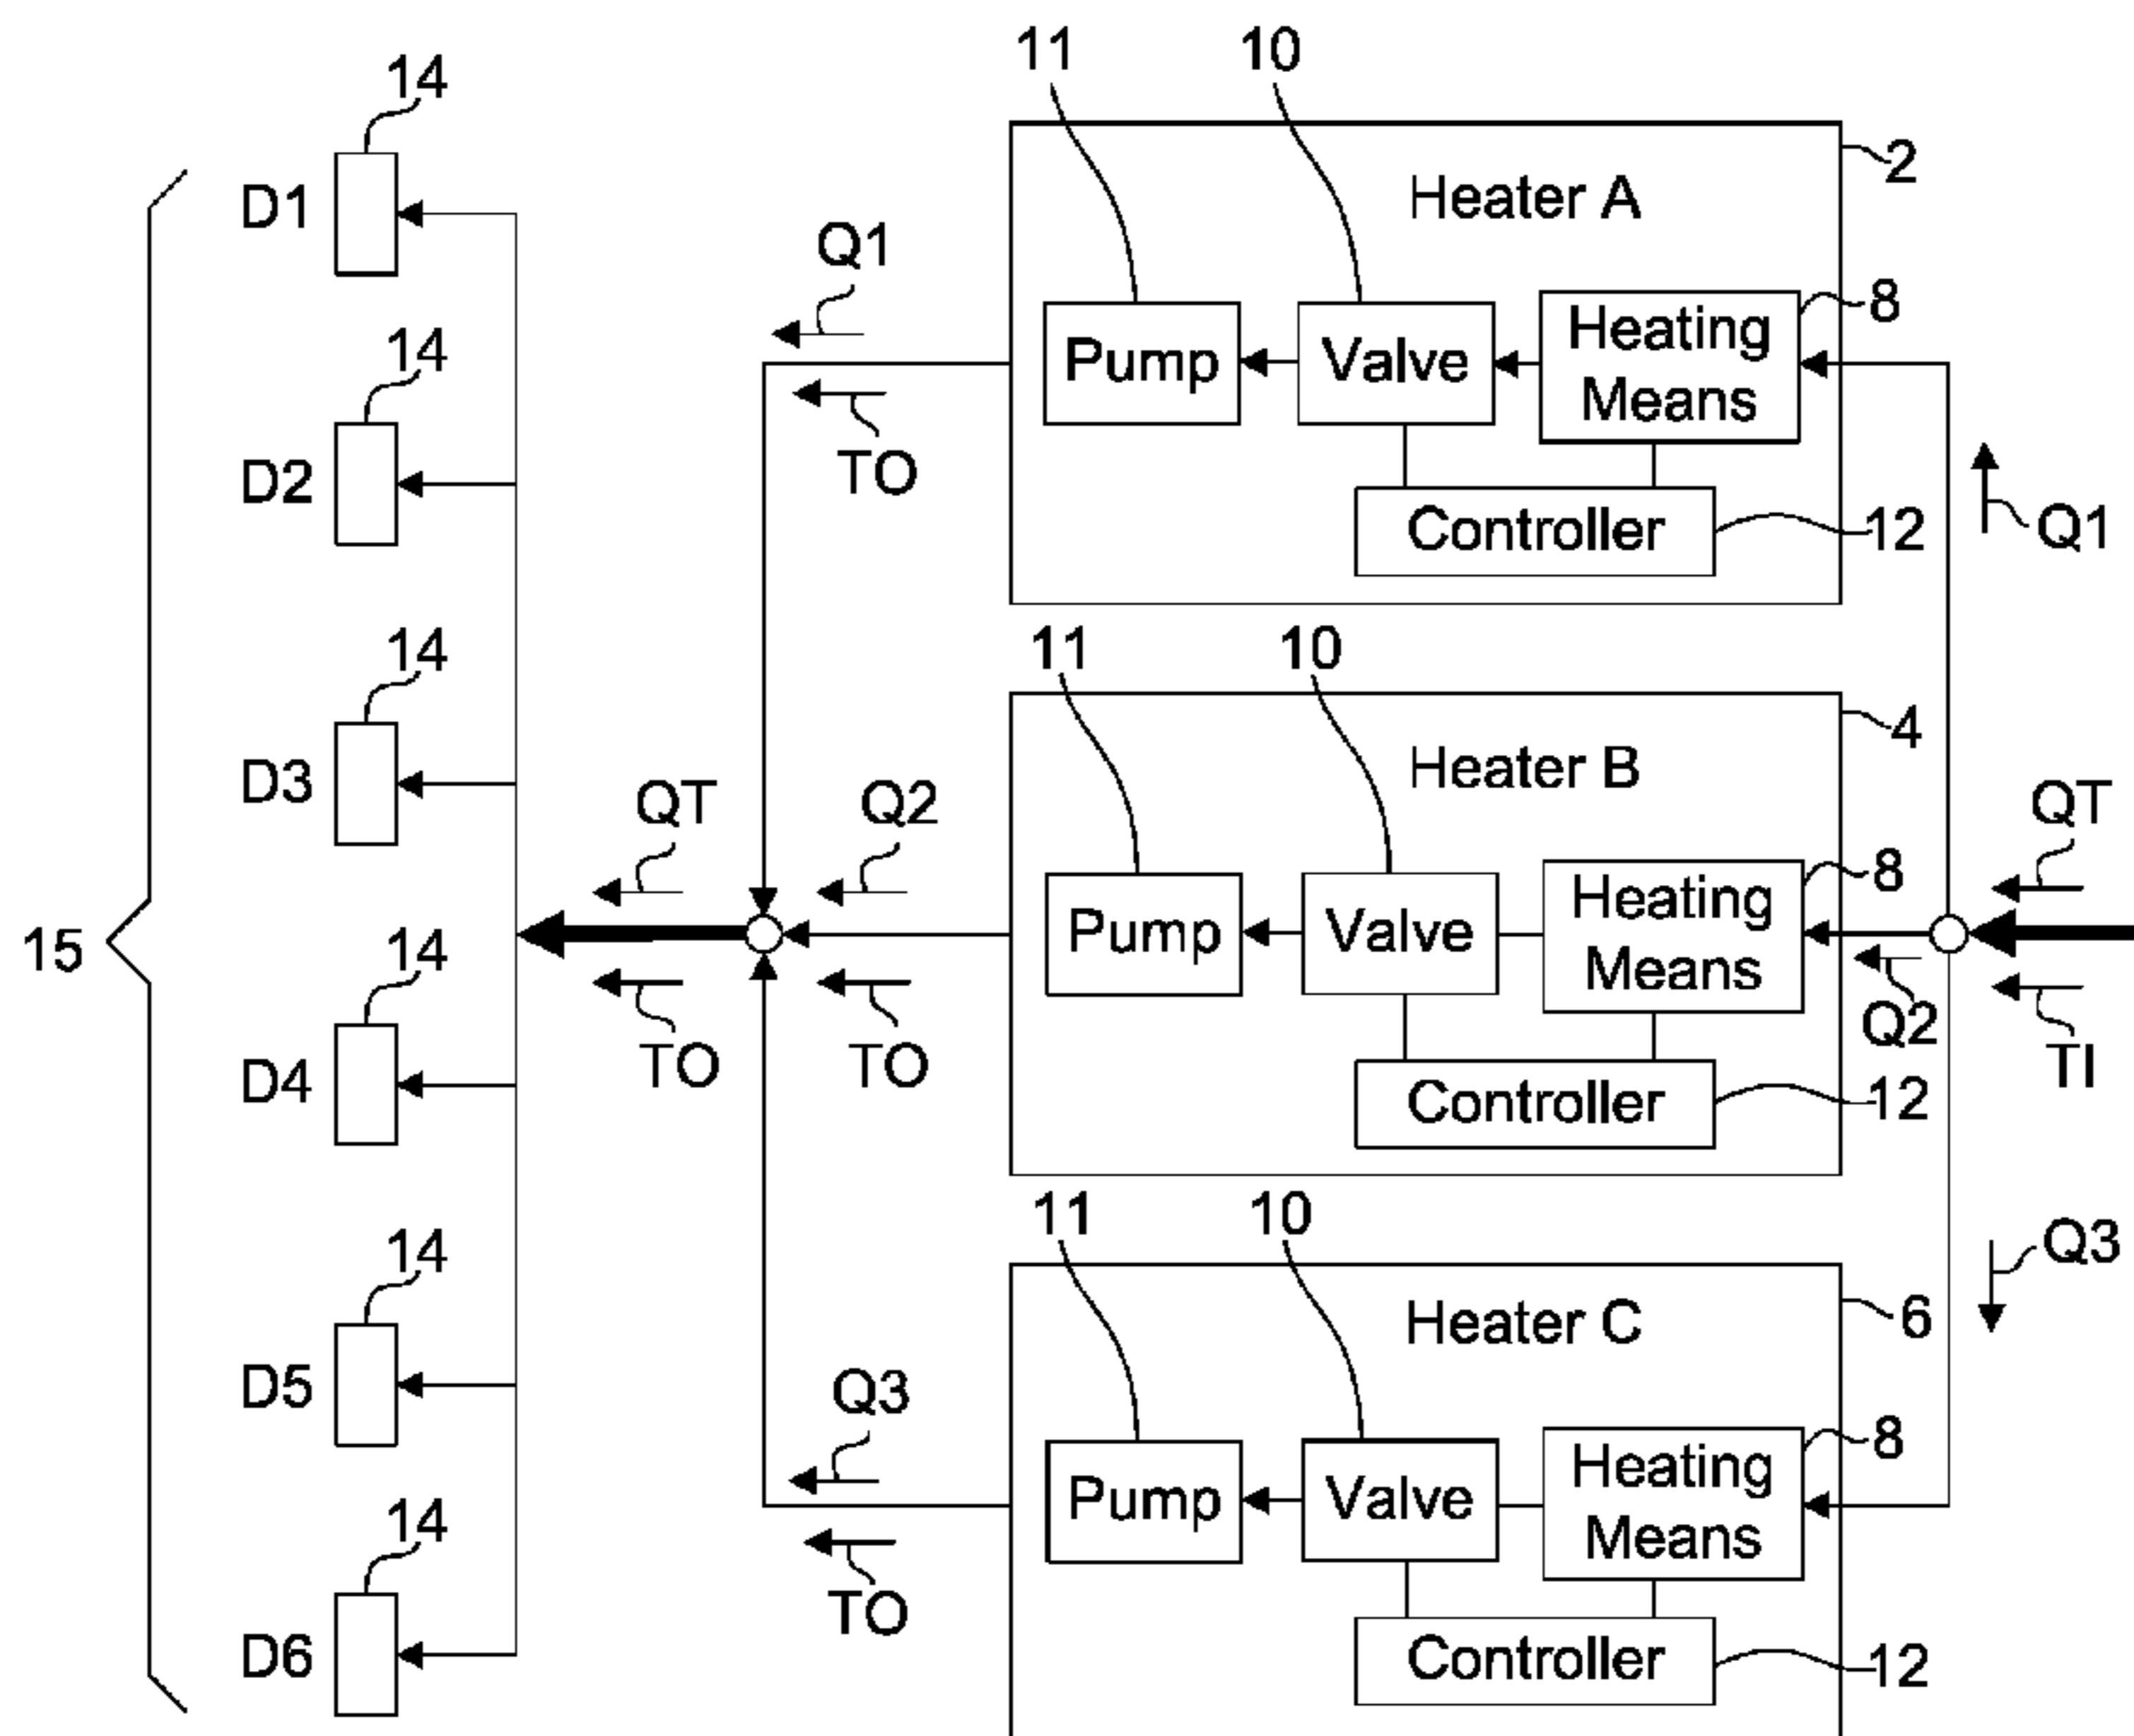 14
D1
14
D2
14
D3
14
D4
14
D5
14
D6
15
QT
TO
Q1
TO
Q2
TO
Q3
TO
11
10
2
Heater A
8
Pump
Valve
Heating
Means
Controller
12
11
10
4
Heater B
8
Pump
Valve
Heating
Means
Controller
12
11
10
6
Heater C
8
Pump
Valve
Heating
Means
Controller
12
Q1
QT
Q2
TI
Q3